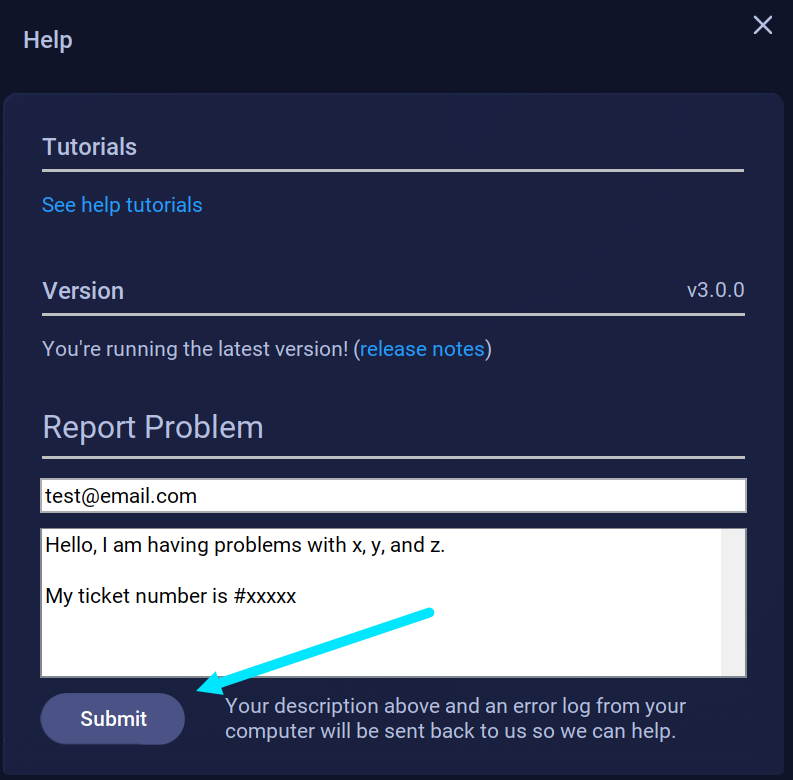 Help
Tutorials
See help tutorials
Version
v3.0.0
You're running the latest version! (release notes)
Report Problem
test@email.com
Hello, I am having problems with x, y, and z.
My ticket number is #xxxxx
Submit
Your description above and an error log from your
computer will be sent back to us so we can help.